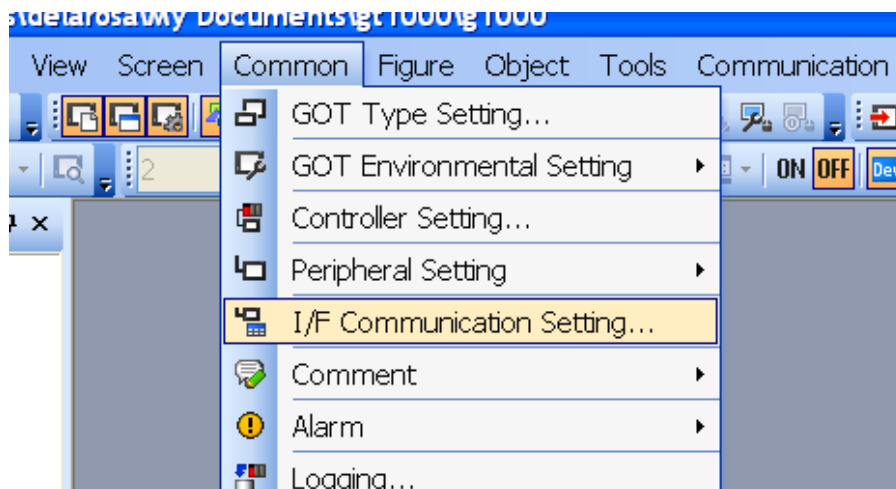 s\delarosa\My Documents\gt1000\g1000
View Screen Common Figure Object Tools Communication
GOT Type Setting...
2
GOT Environmental Setting
ON OFF Dev
Controller Setting...
Peripheral Setting
I/F Communication Setting...
Comment
Alarm
Logging...